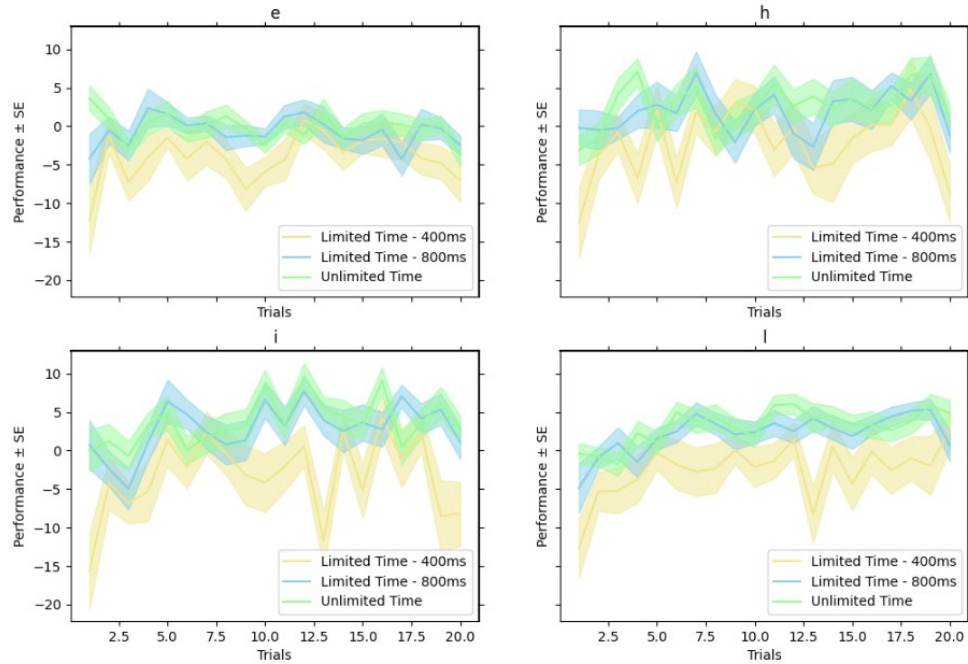 e
Performance ± SE
10
5
0
−5
−10
−15
−20
Limited Time - 400ms
Limited Time - 800ms
Unlimited Time
Trials
h
Performance ± SE
Limited Time - 400ms
Limited Time - 800ms
Unlimited Time
Trials
i
Performance ± SE
10
5
0
−5
−10
−15
−20
Limited Time - 400ms
Limited Time - 800ms
Unlimited Time
2.5 5.0 7.5 10.0 12.5 15.0 17.5 20.0
Trials
l
Performance ± SE
Limited Time - 400ms
Limited Time - 800ms
Unlimited Time
2.5 5.0 7.5 10.0 12.5 15.0 17.5 20.0
Trials